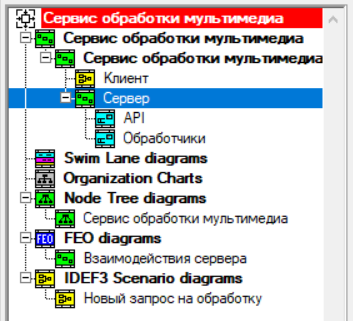 Сервис обработки мультимедиа
Сервис обработки мультимедиа
Сервис обработки мультимедиа
Клиент
Сервер
API
Обработчики
Swim Lane diagrams
Organization Charts
Node Tree diagrams
Сервис обработки мультимедиа
FEO FEO diagrams
Взаимодействия сервера
IDEF3 Scenario diagrams
Новый запрос на обработку